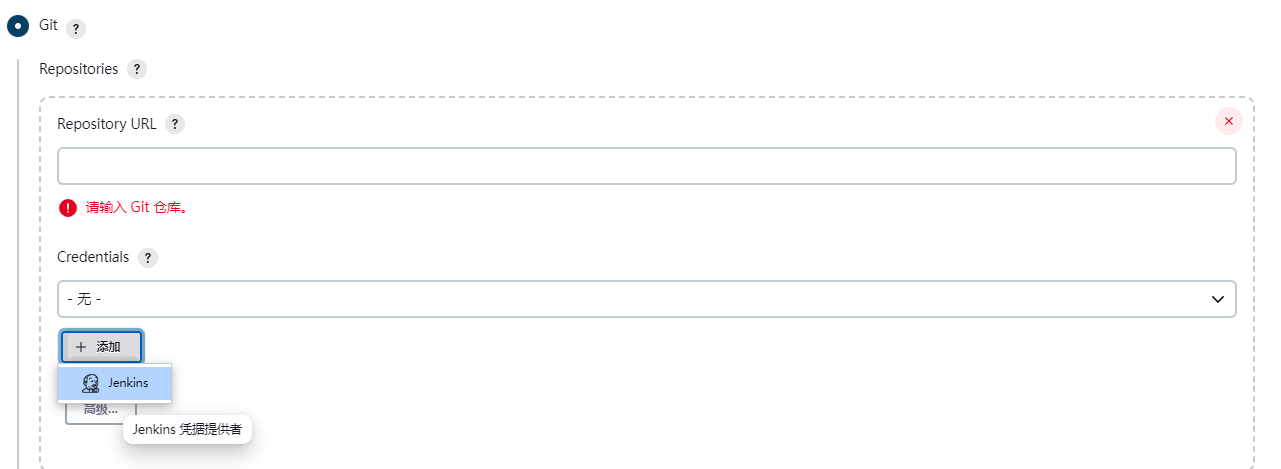 Git ?
Repositories ?
Repository URL ?
请输入 Git 仓库。
Credentials ?
- 无 -
添加
Jenkins
高级...
Jenkins 凭据提供者